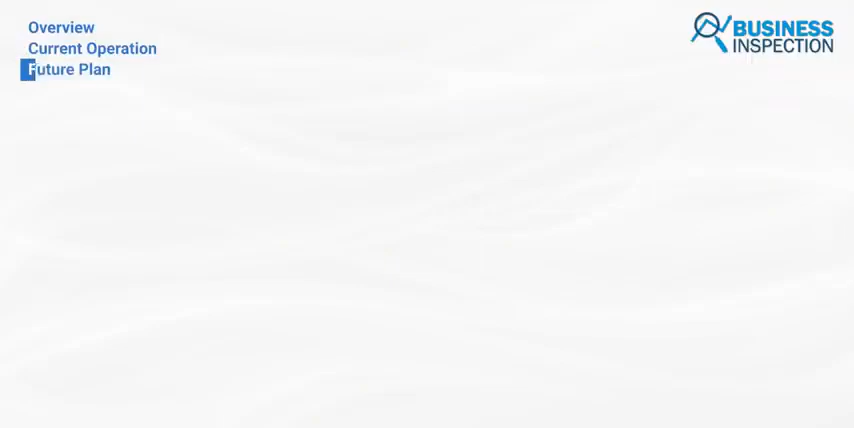 Overview
Current Operation
Future Plan
BUSINESS
INSPECTION